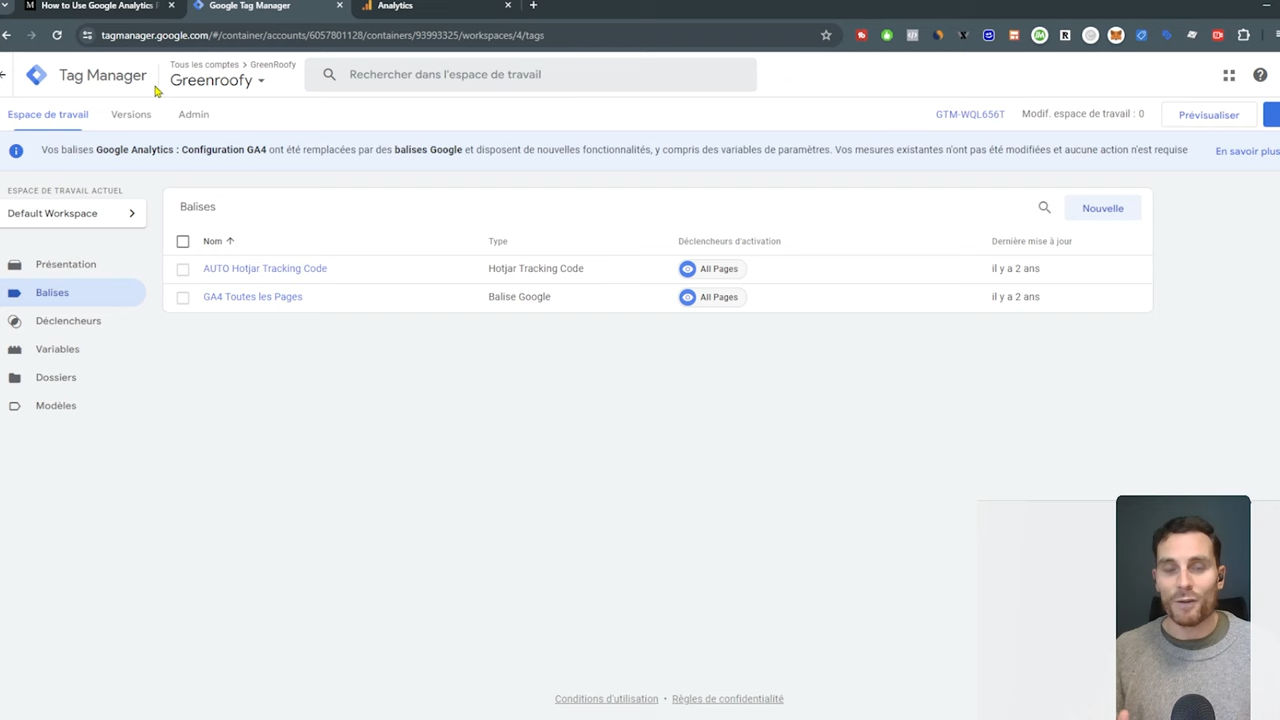 How to Use Google Analytics
Google Tag Manager
Analytics
tagmanager.google.com/#/container/accounts/6057801128/containers/93993325/workspaces/4/tags
Tag Manager
Tous les comptes > GreenRoofy
Greenroofy
Rechercher dans l'espace de travail
Espace de travail
Versions
Admin
GTM-WQL656T
Modif. espace de travail : 0
Prévisualiser
Vos balises Google Analytics : Configuration GA4 ont été remplacées par des balises Google et disposent de nouvelles fonctionnalités, y compris des variables de paramètres. Vos mesures existantes n'ont pas été modifiées et aucune action n'est requise
En savoir plus
ESPACE DE TRAVAIL ACTUEL
Default Workspace
Présentation
Balises
Déclencheurs
Variables
Dossiers
Modèles
Balises
Nouvelle
Nom
Type
Déclencheurs d'activation
Dernière mise à jour
AUTO Hotjar Tracking Code
Hotjar Tracking Code
All Pages
il y a 2 ans
GA4 Toutes les Pages
Balise Google
All Pages
il y a 2 ans
Conditions d'utilisation • Règles de confidentialité